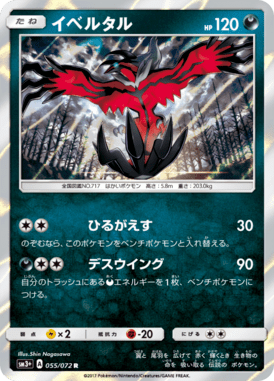 たね イベルタル HP 120
全国図鑑NO.717 はかいポケモン 高さ：5.8m 重さ：203.0kg
ひるがえす 30
のぞむなら、このポケモンをベンチポケモンと入れ替える。
デスウイング 90
自分のトラッシュにあるエネルギーを1枚、ベンチポケモンに
つける。
弱点 ×2 抵抗力 -20 にげる
Illus.Shin Nagasawa
sm3+ A 055/072 R
©2017 Pokémon/Nintendo/Creatures/GAME FREAK.